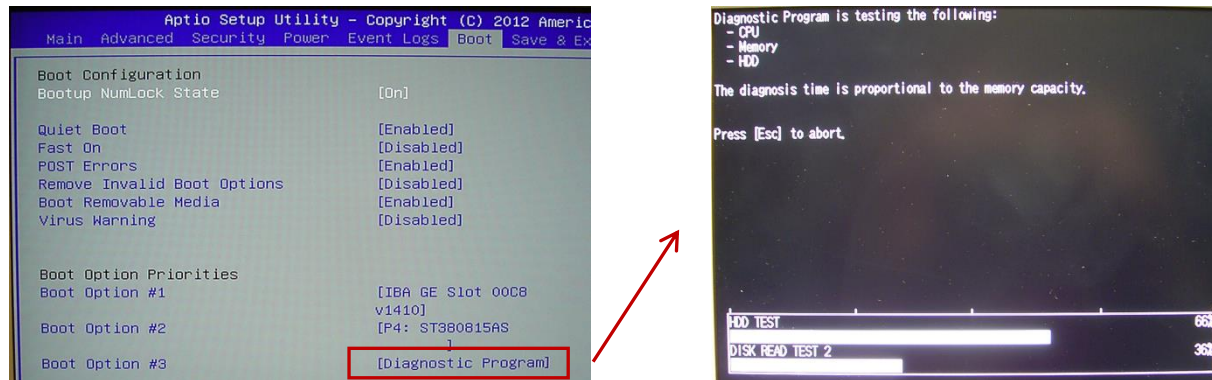 Aptio Setup Utility - Copyright (C) 2012 Americ
Main Advanced Security Power Event Logs Boot Save & Ex
Boot Configuration
Bootup NumLock State [On]
Quiet Boot [Enabled]
Fast On [Disabled]
POST Errors [Enabled]
Remove Invalid Boot Options [Disabled]
Boot Removable Media [Enabled]
Virus Warning [Disabled]
Boot Option Priorities
Boot Option #1 [IBA GE Slot 00C8
v1410]
Boot Option #2 [P4: ST380815AS
]
Boot Option #3 [Diagnostic Program]
Diagnostic Program is testing the following:
- CPU
- Memory
- HDD
The diagnosis time is proportional to the memory capacity.
Press [Esc] to abort.
HDD TEST 66%
DISK READ TEST 2 36%